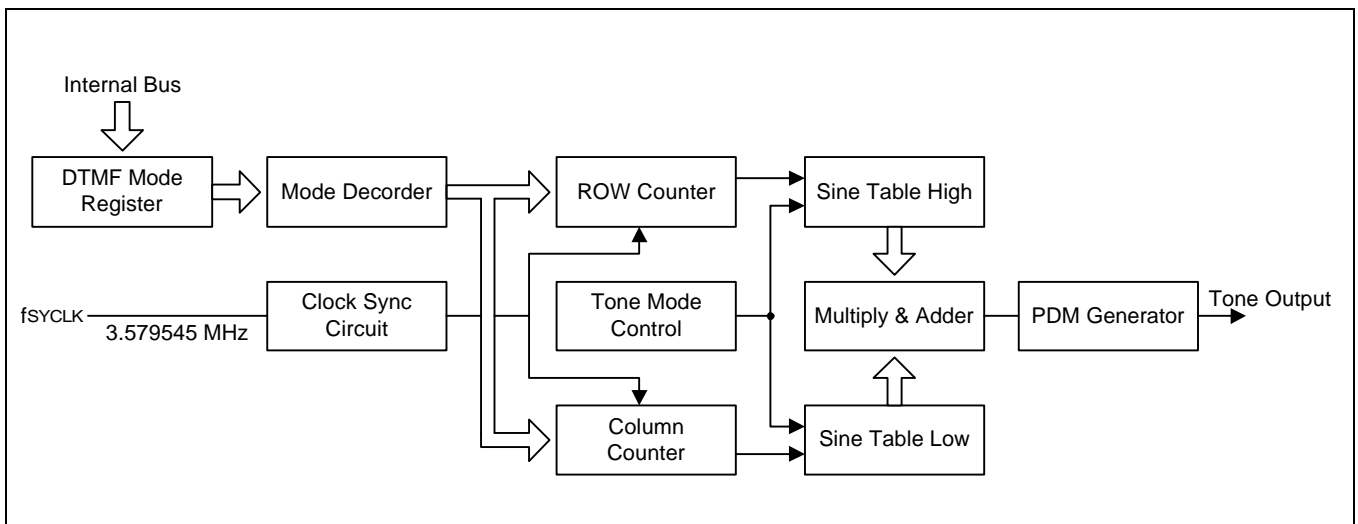 Internal Bus
DTMF Mode
Register
Mode Decorder
ROW Counter
Sine Table High
fSYCLK
3.579545 MHz
Clock Sync
Circuit
Tone Mode
Control
Multiply & Adder
PDM Generator
Tone Output
Column
Counter
Sine Table Low